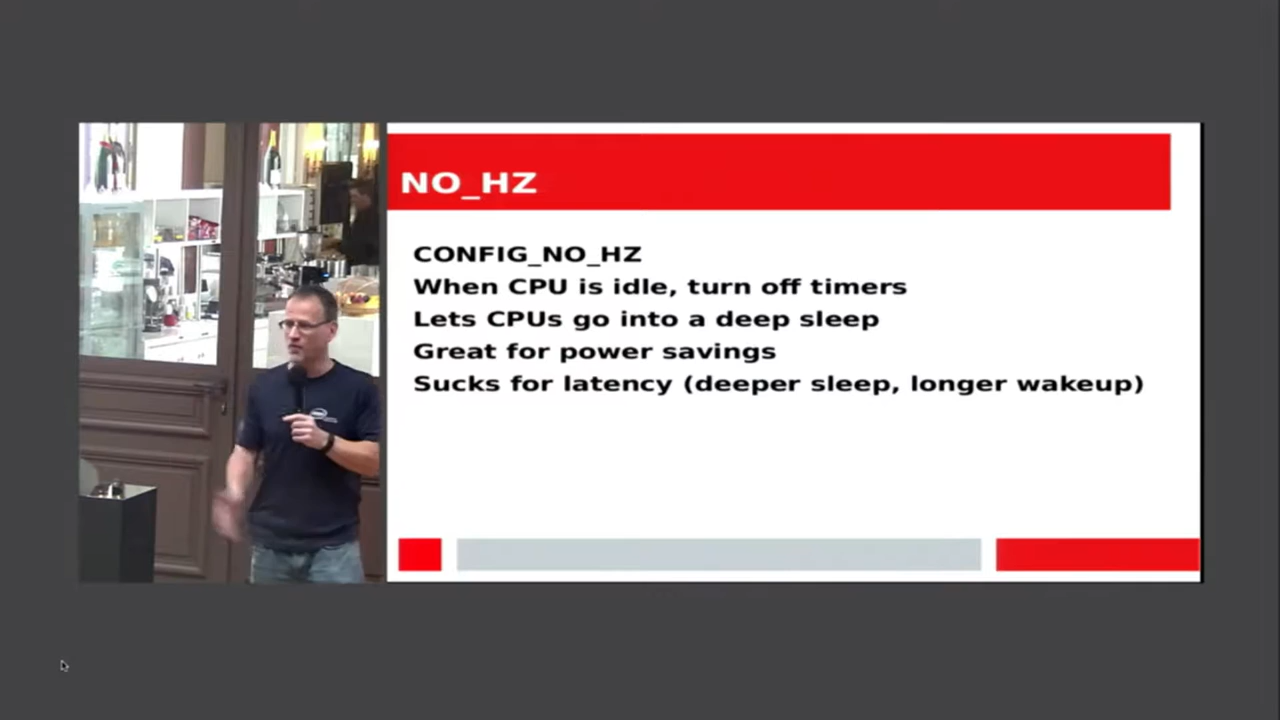 NO_HZ
CONFIG_NO_HZ
When CPU is idle, turn off timers
Lets CPUs go into a deep sleep
Great for power savings
Sucks for latency (deeper sleep, longer wakeup)